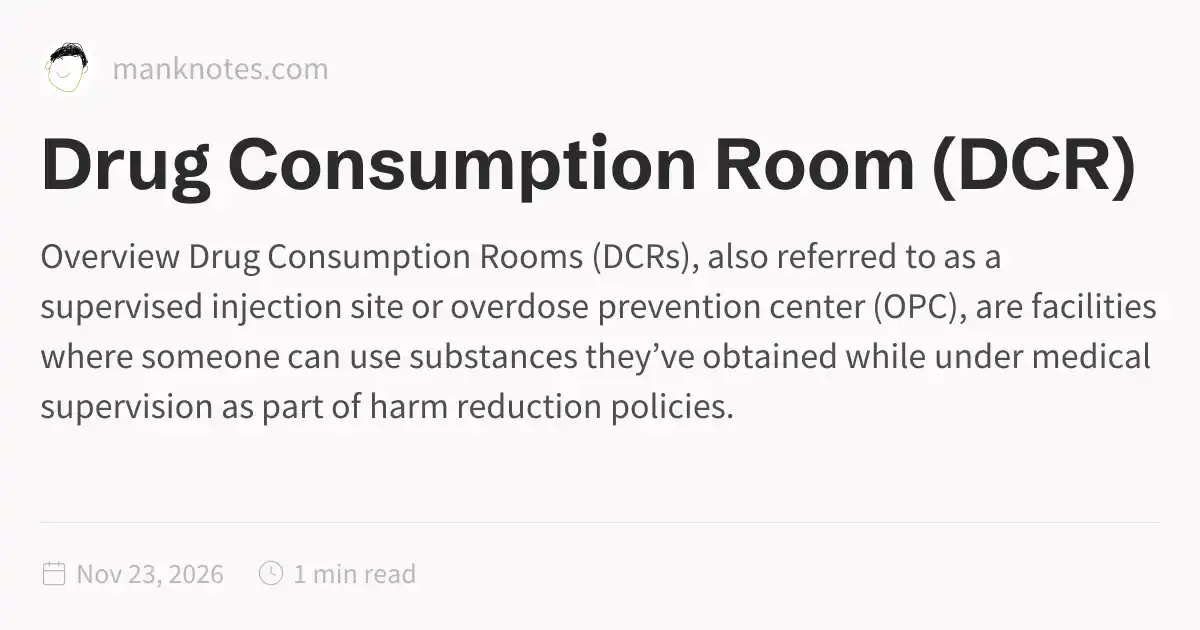 manknotes.com
Drug Consumption Room (DCR)
Overview Drug Consumption Rooms (DCRs), also referred to as a
supervised injection site or overdose prevention center (OPC), are facilities
where someone can use substances they’ve obtained while under medical
supervision as part of harm reduction policies.
Nov 23, 2026 1 min read